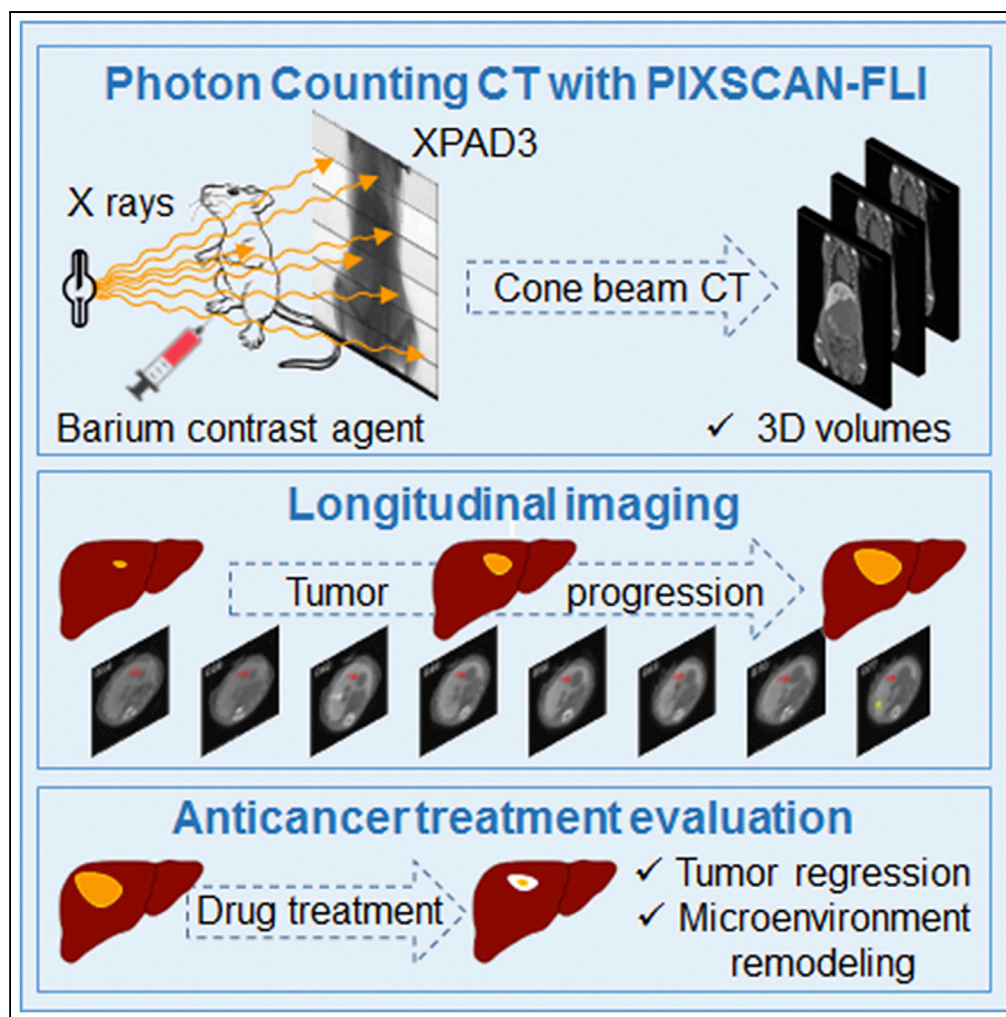 Photon Counting CT with PIXSCAN-FLI
XPAD3
X rays
Cone beam CT
Barium contrast agent
✓ 3D volumes
Longitudinal imaging
Tumor progression
Anticancer treatment evaluation
Drug treatment
✓ Tumor regression
✓ Microenvironment
remodeling